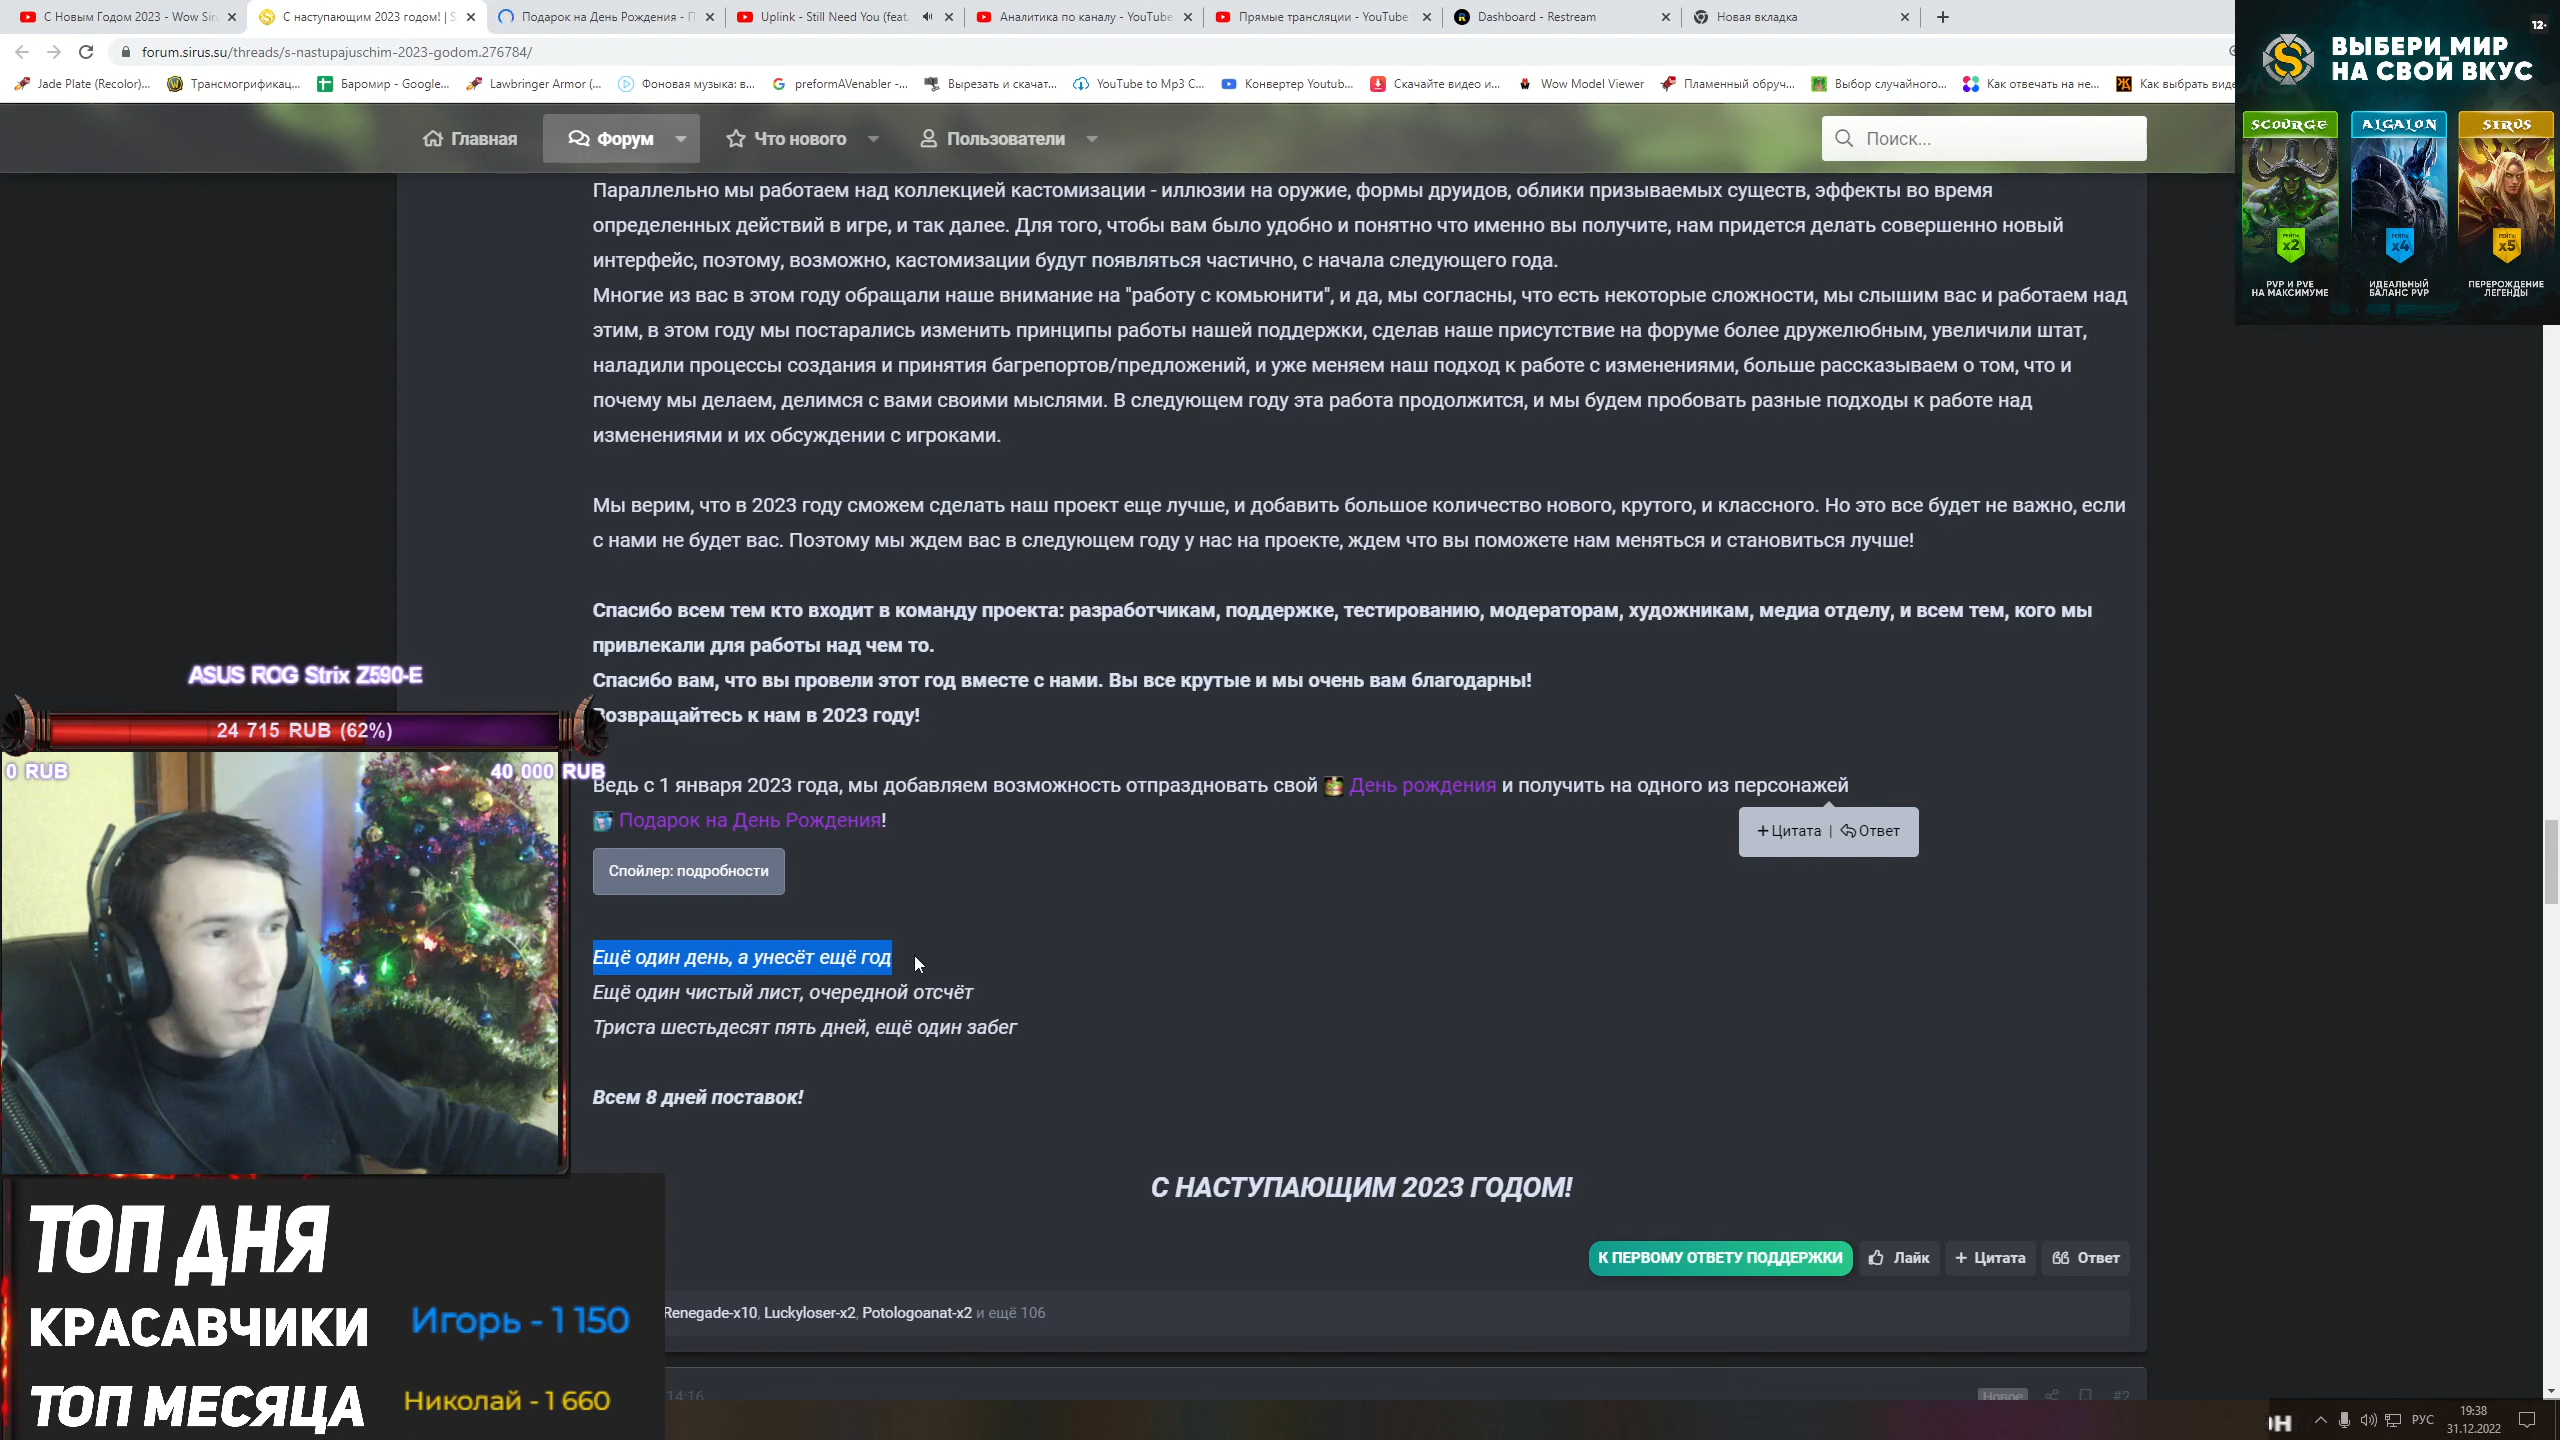 С Новым Годом 2023 - Wow Sir
С наступающим 2023 годом! | S
Подарок на День Рождения - П
Uplink - Still Need You (feat.
Аналитика по каналу - YouTube
Прямые трансляции - YouTube
Dashboard - Restream
Новая вкладка
forum.sirus.su/threads/s-nastupajuschim-2023-godom.276784/
Jade Plate (Recolor)...
Трансмогрификац...
Баромир - Google...
Lawbringer Armor (...
Фоновая музыка: в...
preformAVenabler -...
Вырезать и скачат...
YouTube to Mp3 C...
Конвертер Youtub...
Скачайте видео и...
Wow Model Viewer
Пламенный обруч...
Выбор случайного...
Как отвечать на не...
Как выбрать виде
12+
ВЫБЕРИ МИР
НА СВОЙ ВКУС
SCOURGE
ALGALON
SIRUS
РЕЙТЫ x2
РЕЙТЫ x4
РЕЙТЫ x5
PVP И PVE
НА МАКСИМУМЕ
ИДЕАЛЬНЫЙ
БАЛАНС PVP
ПЕРЕРОЖДЕНИЕ
ЛЕГЕНДЫ
Главная
Форум
Что нового
Пользователи
Поиск...
Параллельно мы работаем над коллекцией кастомизации - иллюзии на оружие, формы друидов, облики призываемых существ, эффекты во время
определенных действий в игре, и так далее. Для того, чтобы вам было удобно и понятно что именно вы получите, нам придется делать совершенно новый
интерфейс, поэтому, возможно, кастомизации будут появляться частично, с начала следующего года.
Многие из вас в этом году обращали наше внимание на "работу с комьюнити", и да, мы согласны, что есть некоторые сложности, мы слышим вас и работаем над
этим, в этом году мы постарались изменить принципы работы нашей поддержки, сделав наше присутствие на форуме более дружелюбным, увеличили штат,
наладили процессы создания и принятия багрепортов/предложений, и уже меняем наш подход к работе с изменениями, больше рассказываем о том, что и
почему мы делаем, делимся с вами своими мыслями. В следующем году эта работа продолжится, и мы будем пробовать разные подходы к работе над
изменениями и их обсуждении с игроками.
Мы верим, что в 2023 году сможем сделать наш проект еще лучше, и добавить большое количество нового, крутого, и классного. Но это все будет не важно, если
с нами не будет вас. Поэтому мы ждем вас в следующем году у нас на проекте, ждем что вы поможете нам меняться и становиться лучше!
Спасибо всем тем кто входит в команду проекта: разработчикам, поддержке, тестированию, модераторам, художникам, медиа отделу, и всем тем, кого мы
привлекали для работы над чем то.
Спасибо вам, что вы провели этот год вместе с нами. Вы все крутые и мы очень вам благодарны!
Возвращайтесь к нам в 2023 году!
Ведь с 1 января 2023 года, мы добавляем возможность отпраздновать свой День рождения и получить на одного из персонажей
Подарок на День Рождения!
+Цитата | Ответ
Спойлер: подробности
Ещё один день, а унесёт ещё год
Ещё один чистый лист, очередной отсчёт
Триста шестьдесят пять дней, ещё один забег
Всем 8 дней поставок!
С НАСТУПАЮЩИМ 2023 ГОДОМ!
К ПЕРВОМУ ОТВЕТУ ПОДДЕРЖКИ
Лайк
+ Цитата
Ответ
Renegade-x10, Luckyloser-x2, Potologoanat-x2 и ещё 106
14:16
Новое
#2
ASUS ROG Strix Z590-E
24 715 RUB (62%)
0 RUB
40 000 RUB
ТОП ДНЯ
КРАСАВЧИКИ
Игорь - 1 150
ТОП МЕСЯЦА
Николай - 1 660
РУС
19:38
31.12.2022